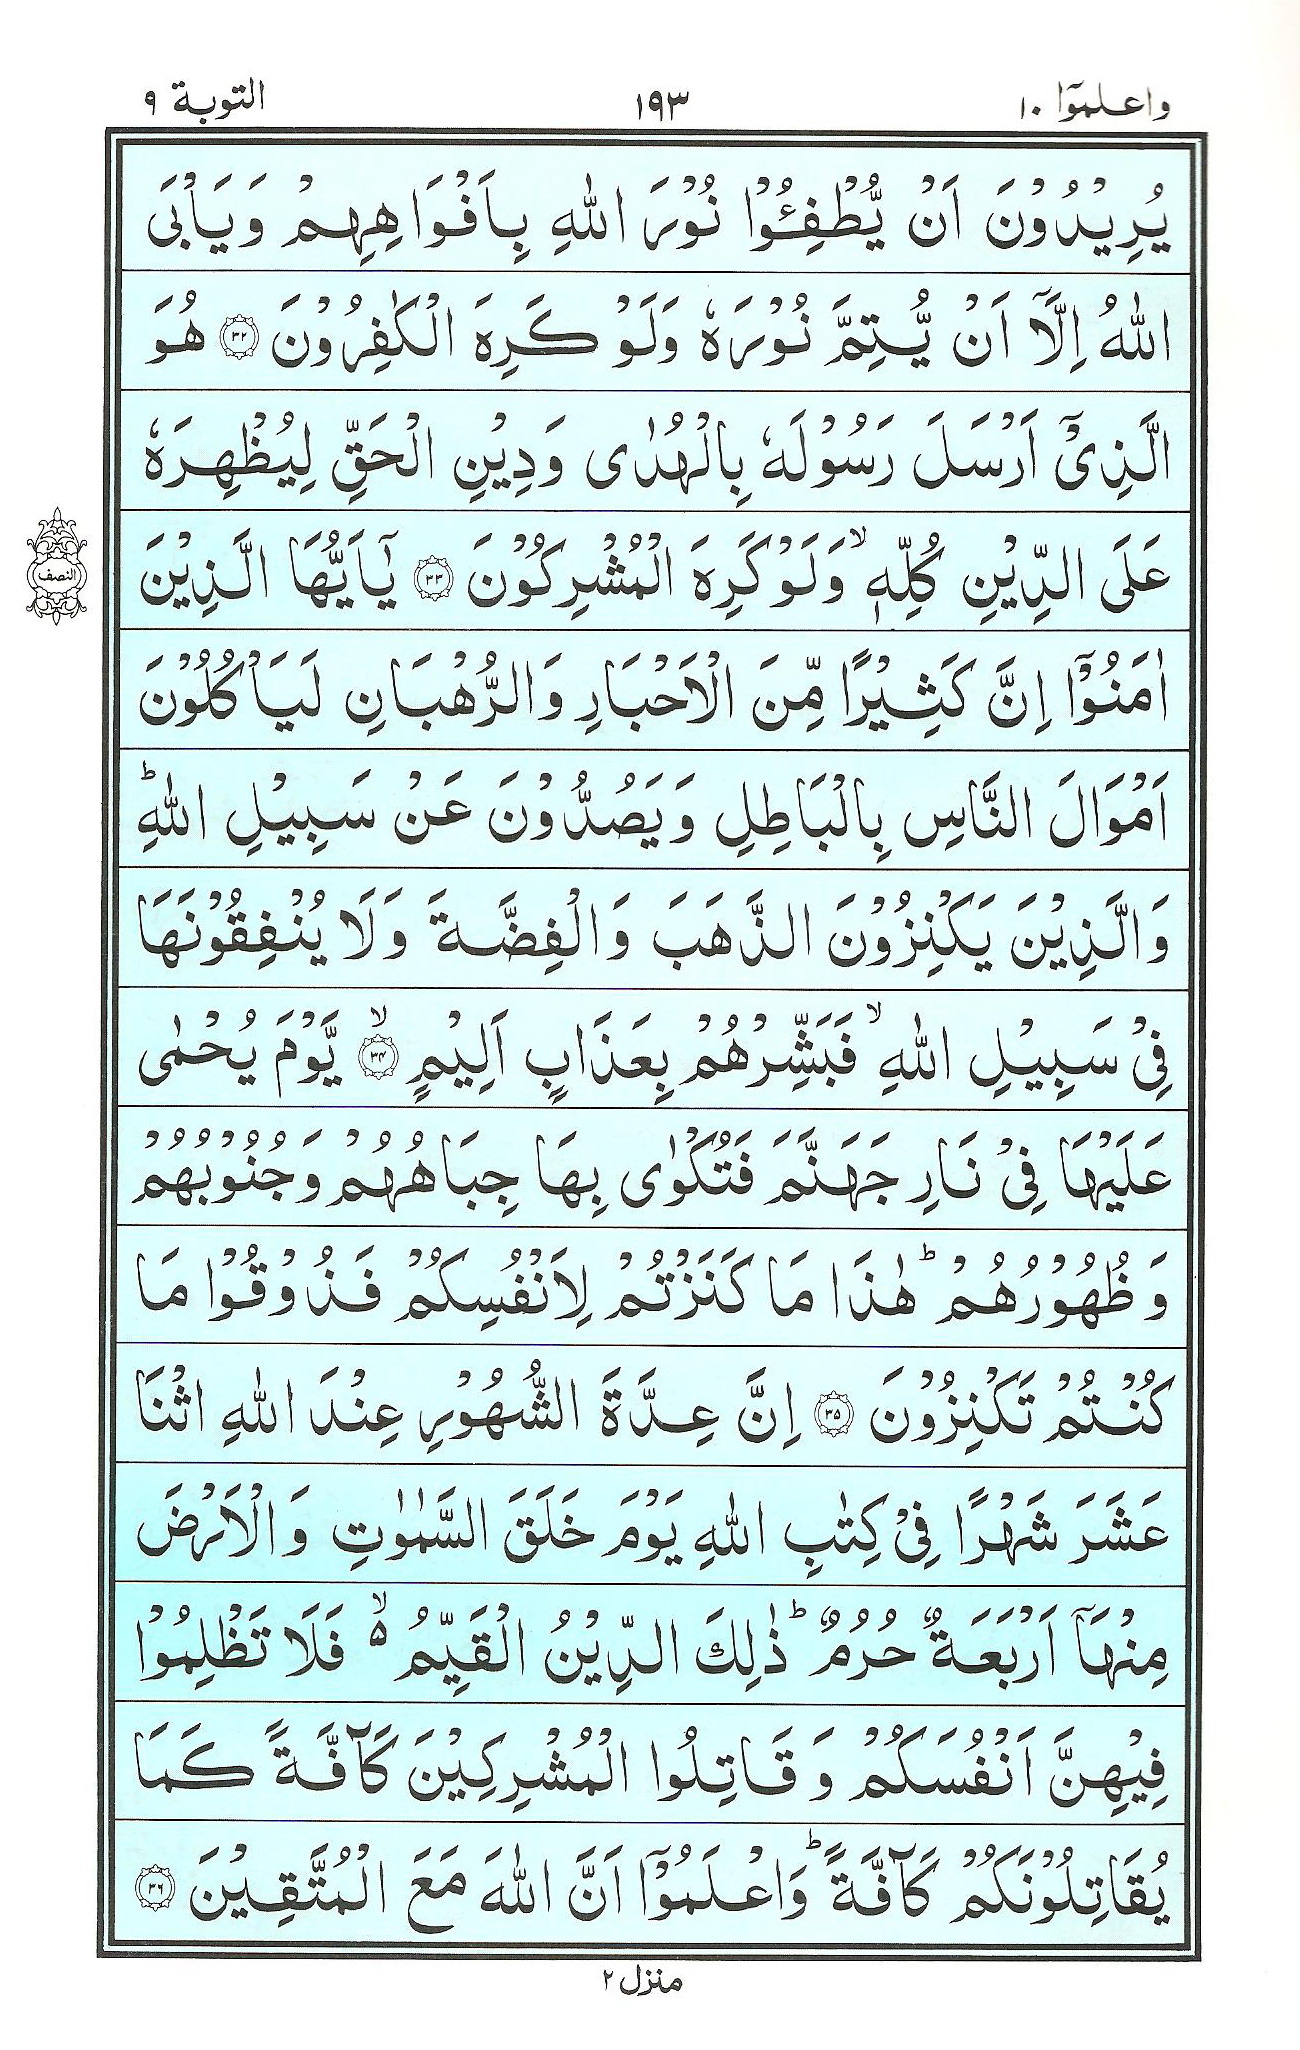 واعلموٓا ١٠ ١٩٣ التوبة ٩
يُرِيْدُوْنَ اَنْ يُّطْفِـُٔوْا نُوْرَ اللّٰهِ بِاَفْوَاهِهِمْ وَيَاْبَى
اللّٰهُ اِلَّاۤ اَنْ يُّتِمَّ نُوْرَهٗ وَلَوْ كَرِهَ الْكٰفِرُوْنَ ۝٣٢ هُوَ
الَّذِىْۤ اَرْسَلَ رَسُوْلَهٗ بِالْهُدٰى وَدِيْنِ الْحَقِّ لِيُظْهِرَهٗ
عَلَى الدِّيْنِ كُلِّهٖ ۙ وَلَوْ كَرِهَ الْمُشْرِكُوْنَ ۝٣٣ يٰۤاَيُّهَا الَّذِيْنَ
النصف
اٰمَنُوْۤا اِنَّ كَثِيْرًا مِّنَ الْاَحْبَارِ وَالرُّهْبَانِ لَيَاْكُلُوْنَ
اَمْوَالَ النَّاسِ بِالْبَاطِلِ وَيَصُدُّوْنَ عَنْ سَبِيْلِ اللّٰهِ ؕ
وَالَّذِيْنَ يَكْنِزُوْنَ الذَّهَبَ وَالْفِضَّةَ وَلَا يُنْفِقُوْنَهَا
فِىْ سَبِيْلِ اللّٰهِ ۙ فَبَشِّرْهُمْ بِعَذَابٍ اَلِيْمٍ ۝٣٤ ۙ يَّوْمَ يُحْمٰى
عَلَيْهَا فِىْ نَارِ جَهَنَّمَ فَتُكْوٰى بِهَا جِبَاهُهُمْ وَجُنُوْبُهُمْ
وَظُهُوْرُهُمْ ؕ هٰذَا مَا كَنَزْتُمْ لِاَنْفُسِكُمْ فَذُوْقُوْا مَا
كُنْتُمْ تَكْنِزُوْنَ ۝٣٥ اِنَّ عِدَّةَ الشُّهُوْرِ عِنْدَ اللّٰهِ اثْنَا
عَشَرَ شَهْرًا فِىْ كِتٰبِ اللّٰهِ يَوْمَ خَلَقَ السَّمٰوٰتِ وَالْاَرْضَ
مِنْهَاۤ اَرْبَعَةٌ حُرُمٌ ؕ ذٰلِكَ الدِّيْنُ الْقَيِّمُ ۙ۵ فَلَا تَظْلِمُوْا
فِيْهِنَّ اَنْفُسَكُمْ وَقَاتِلُوا الْمُشْرِكِيْنَ كَآفَّةً كَمَا
يُقَاتِلُوْنَكُمْ كَآفَّةً ؕ وَاعْلَمُوْۤا اَنَّ اللّٰهَ مَعَ الْمُتَّقِيْنَ ۝٣٦
منزل ٢